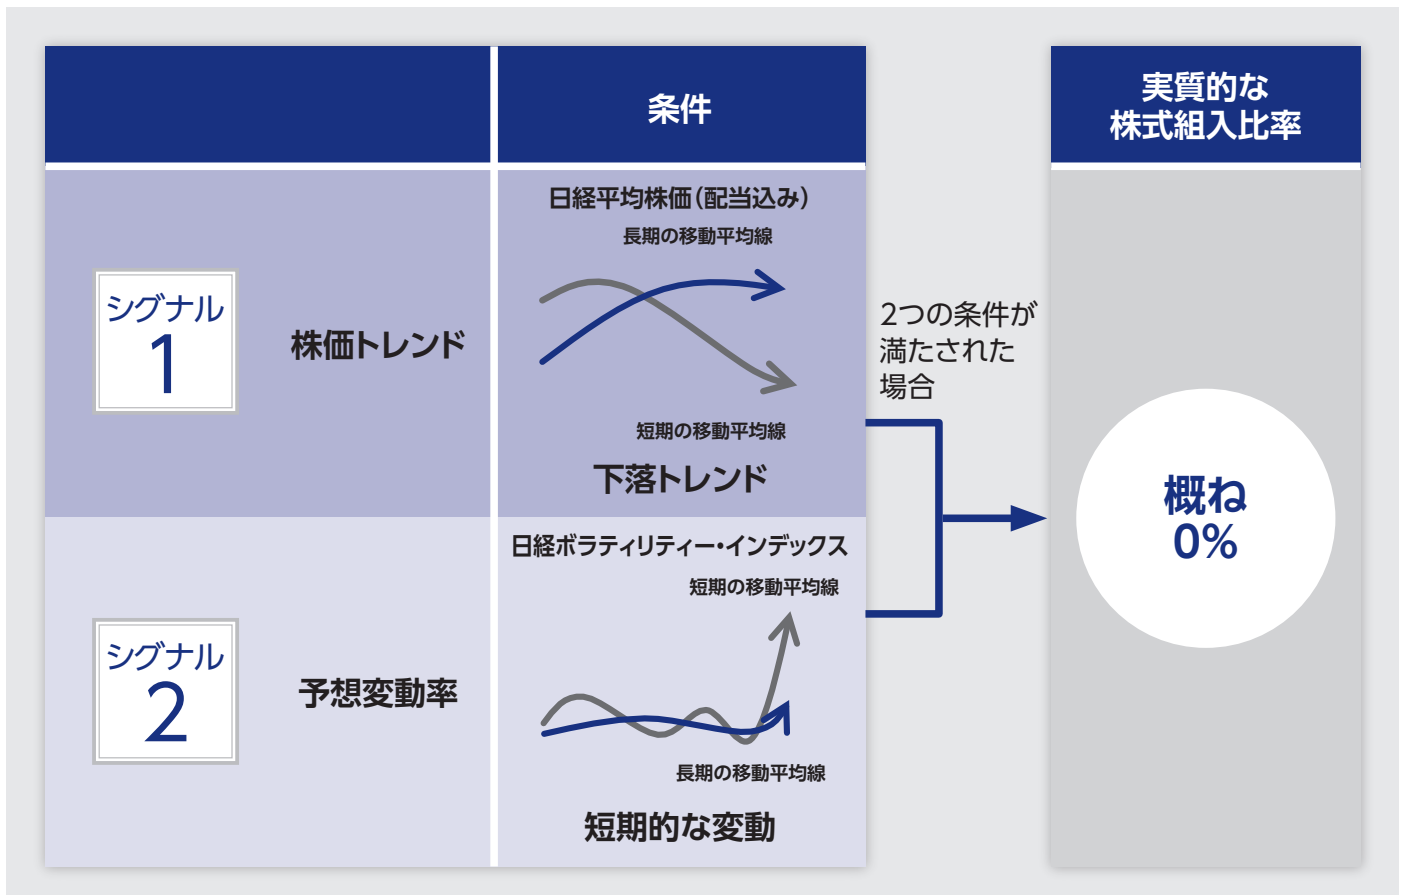 条件
実質的な
株式組入比率
シグナル
1
株価トレンド
日経平均株価(配当込み)
長期の移動平均線
短期の移動平均線
下落トレンド
2つの条件が
満たされた
場合
シグナル
2
予想変動率
日経ボラティリティー・インデックス
短期の移動平均線
長期の移動平均線
短期的な変動
概ね
0%